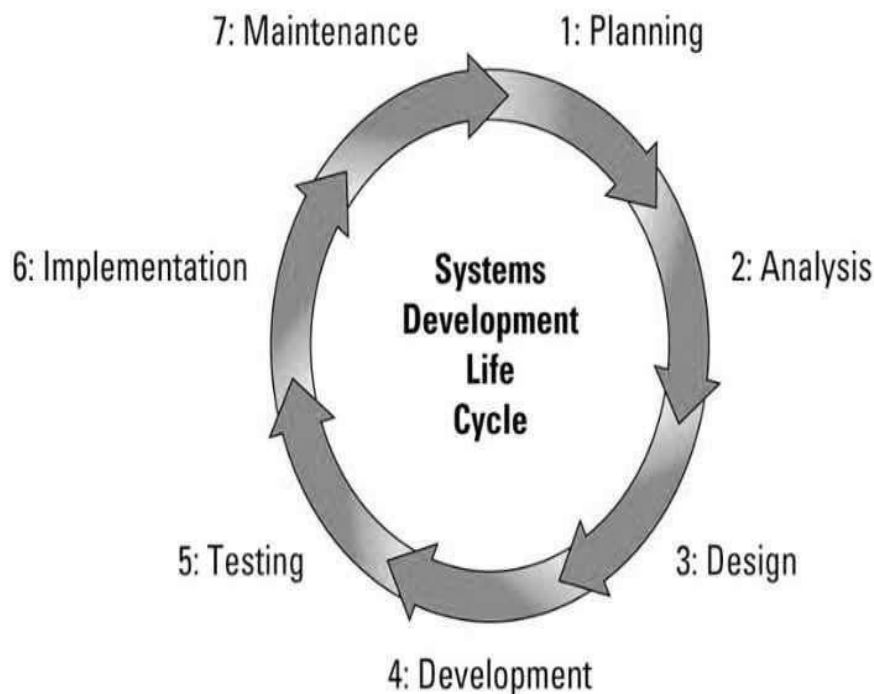 7: Maintenance
1: Planning
6: Implementation
Systems
Development
Life
Cycle
2: Analysis
5: Testing
3: Design
4: Development